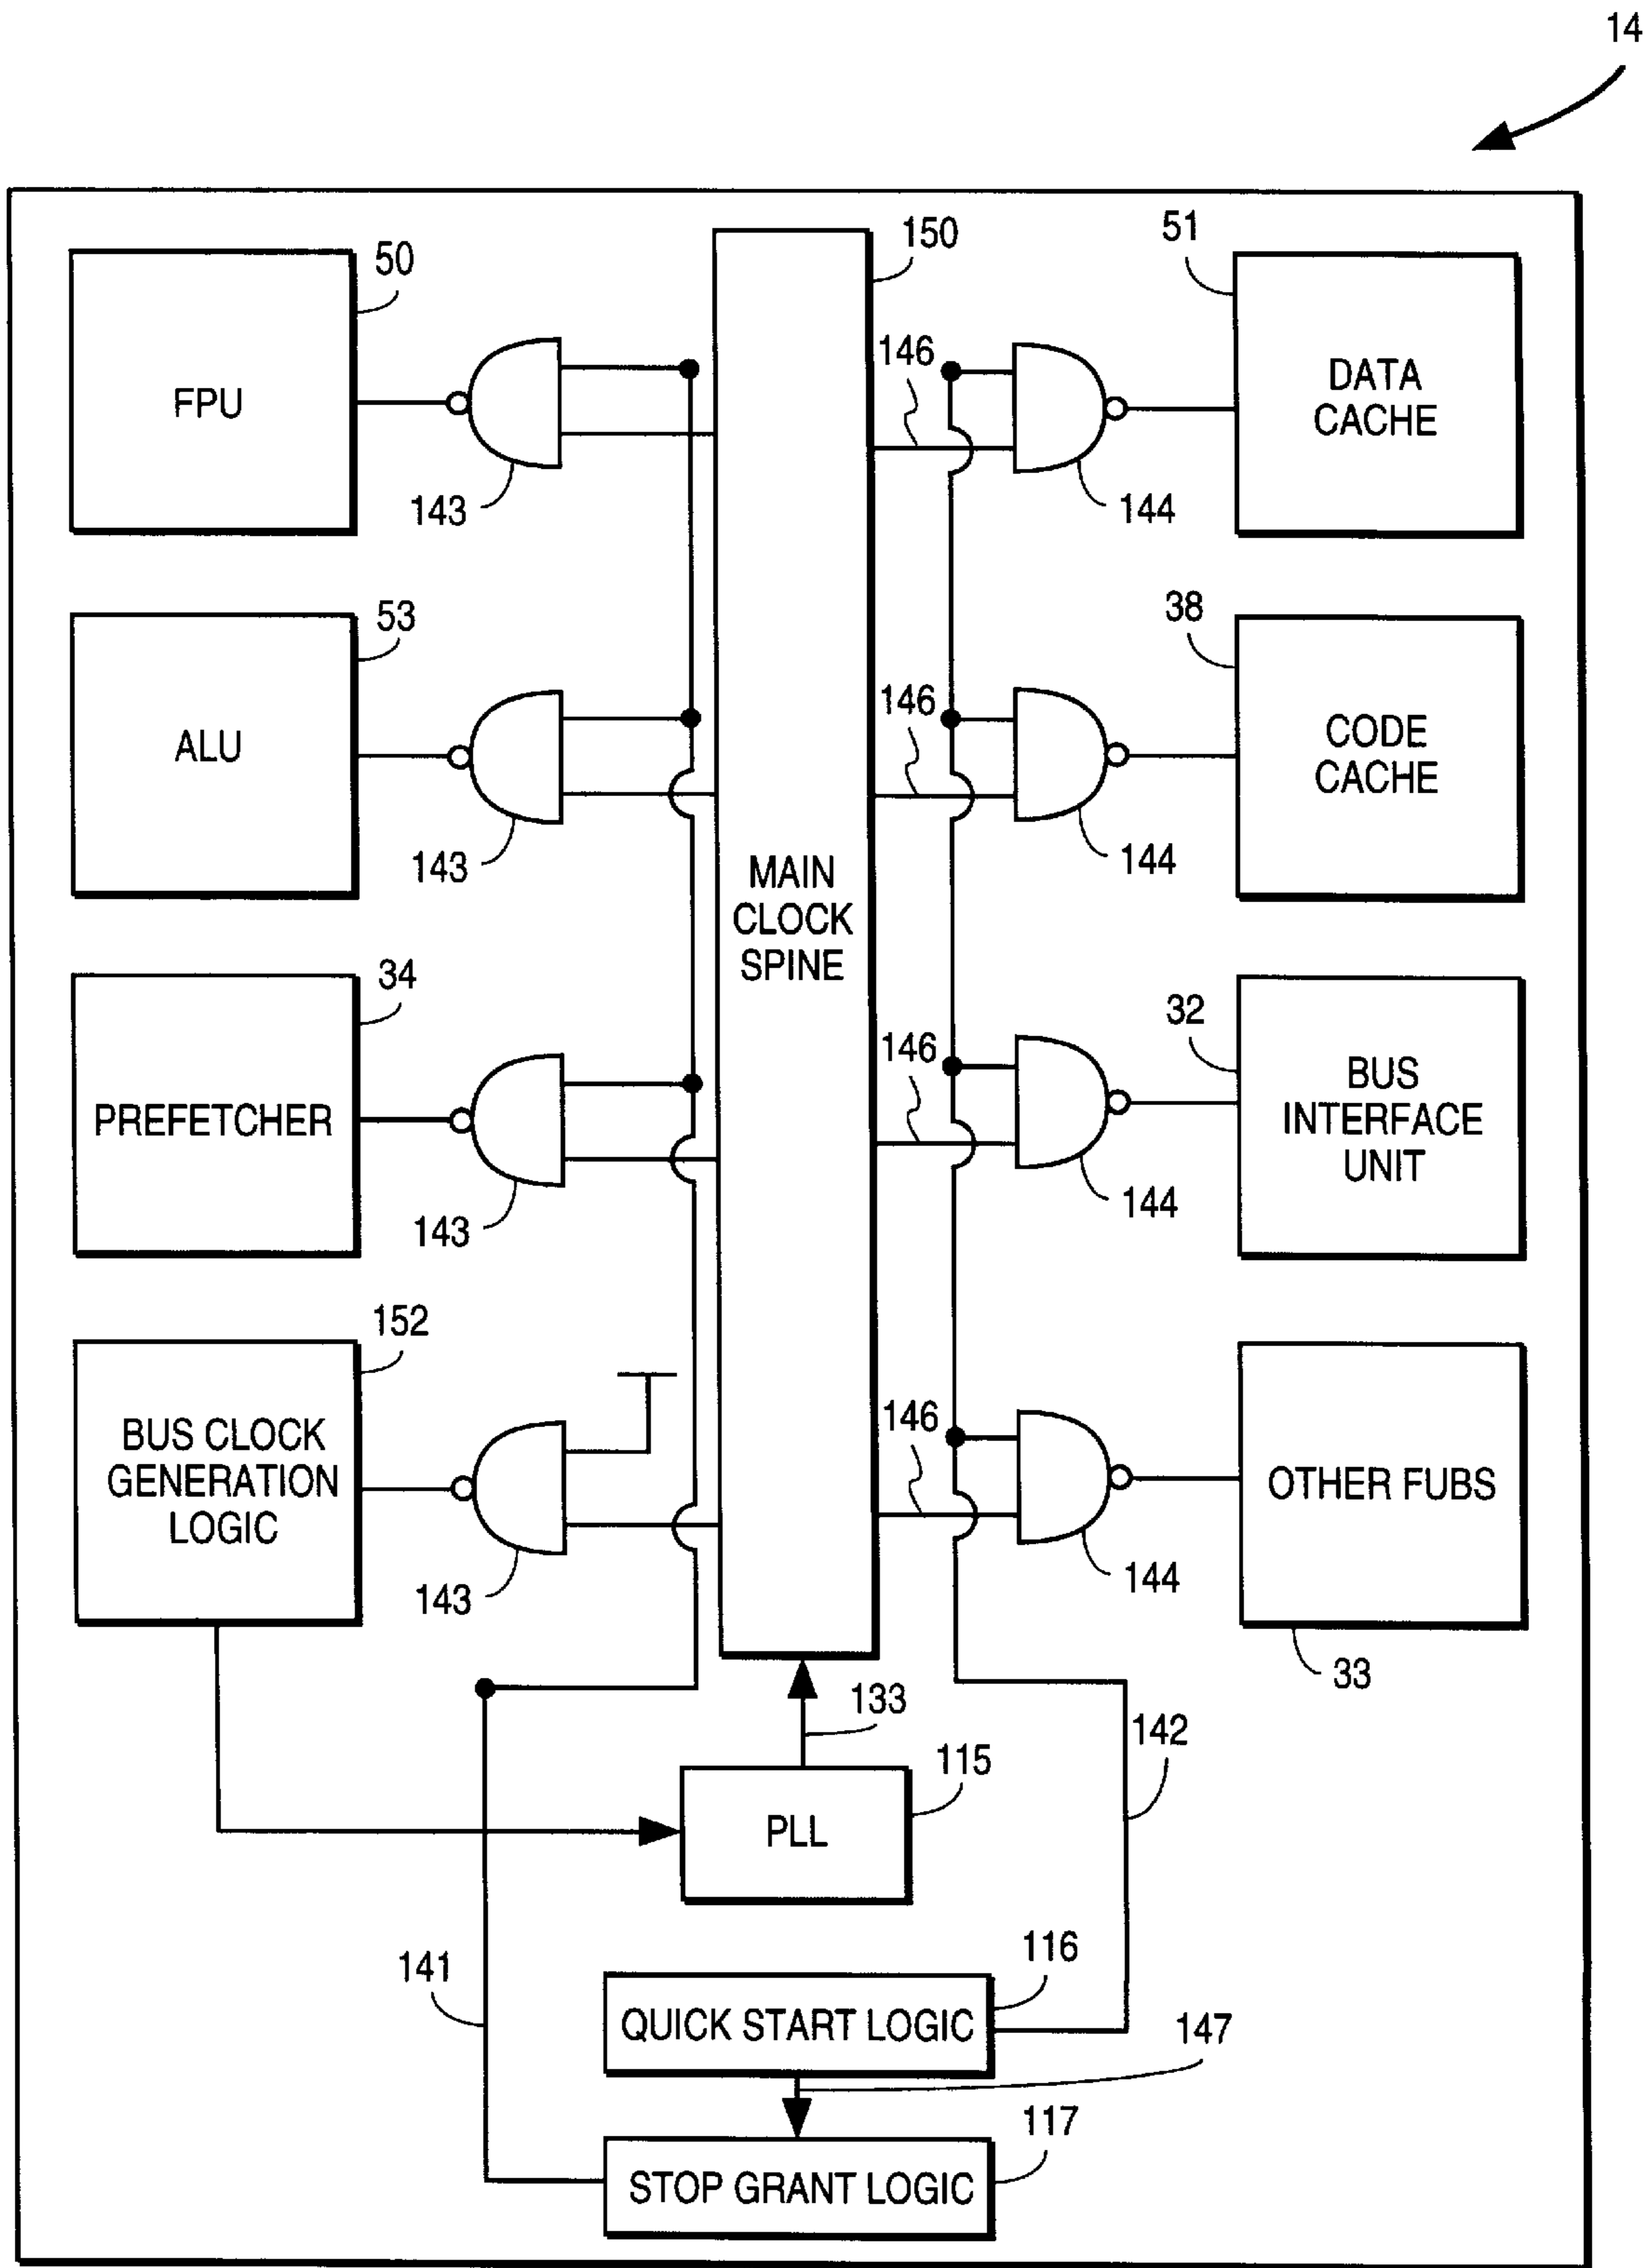 14
150
51
50
146
FPU
DATA
CACHE
143
144
53
38
146
ALU
CODE
CACHE
143
144
MAIN
CLOCK
SPINE
34
32
146
PREFETCHER
BUS
INTERFACE
UNIT
143
144
152
146
BUS CLOCK
GENERATION
LOGIC
OTHER FUBS
143
144
33
133
142
115
PLL
141
116
QUICK START LOGIC
147
117
STOP GRANT LOGIC